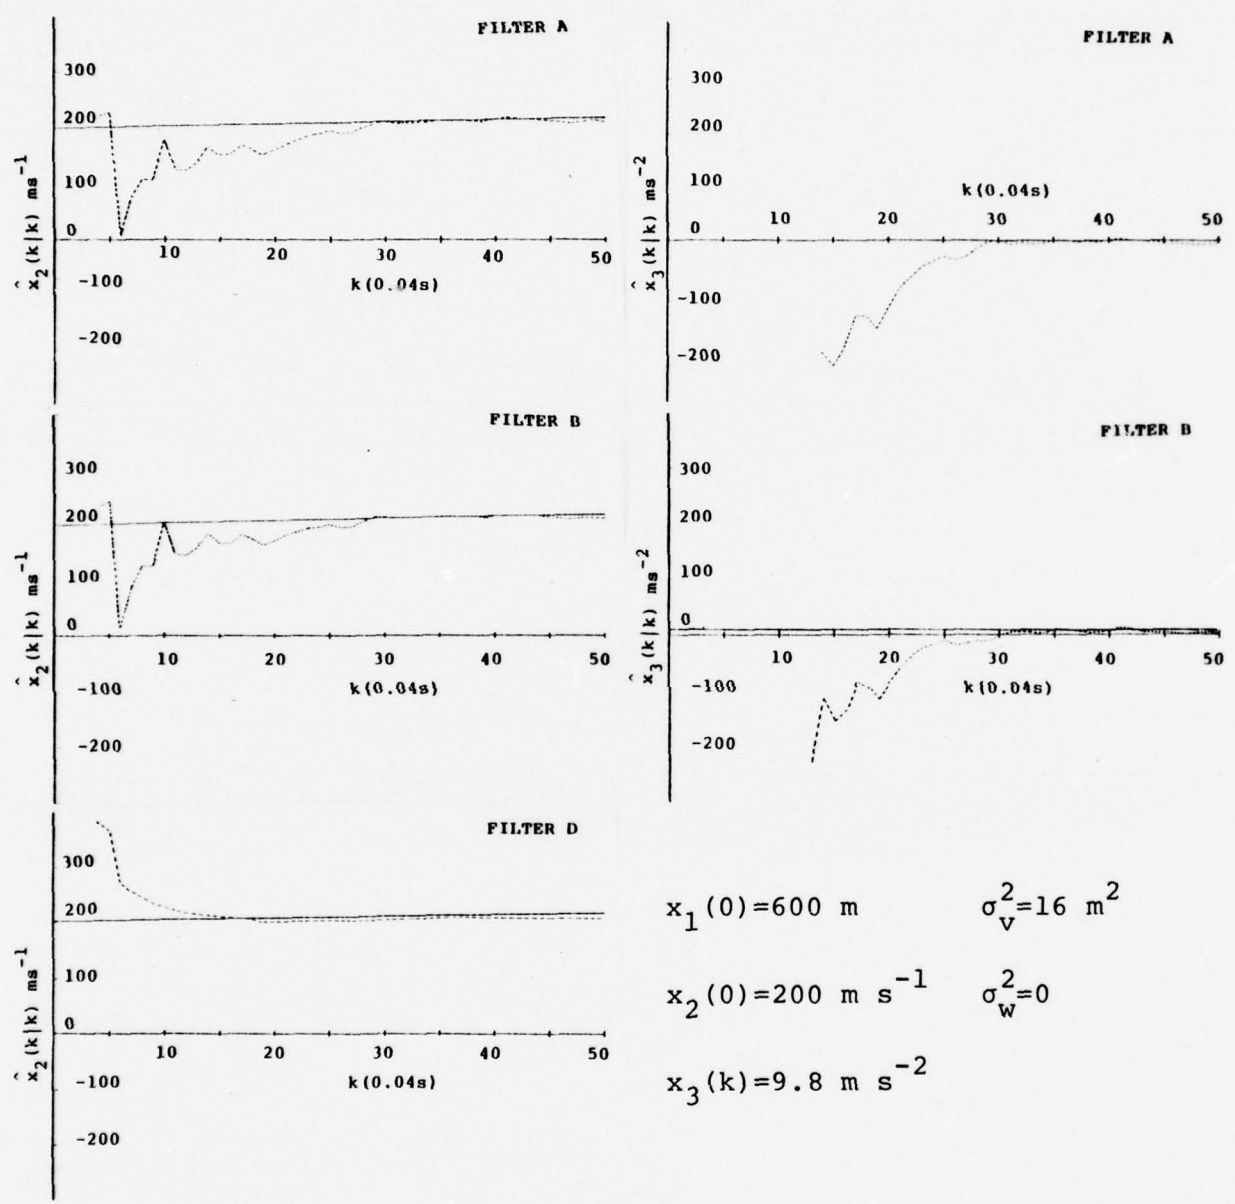 FILTER A
300
200
100
0
10 20 30 40 50
-100
k(0.04s)
-200
x̂₂(k|k) ms⁻¹
FILTER A
300
200
100
k(0.04s)
0
10 20 30 40 50
-100
-200
x̂₃(k|k) ms⁻²
FILTER B
300
200
100
0
10 20 30 40 50
-100
k(0.04s)
-200
x̂₂(k|k) ms⁻¹
FILTER B
300
200
100
0
10 20 30 40 50
-100
k(0.04s)
-200
x̂₃(k|k) ms⁻²
FILTER D
300
200
100
0
10 20 30 40 50
-100
k(0.04s)
-200
x̂₂(k|k) ms⁻¹
x₁(0)=600 m σ²ᵥ=16 m²
x₂(0)=200 m s⁻¹ σ²w=0
x₃(k)=9.8 m s⁻²